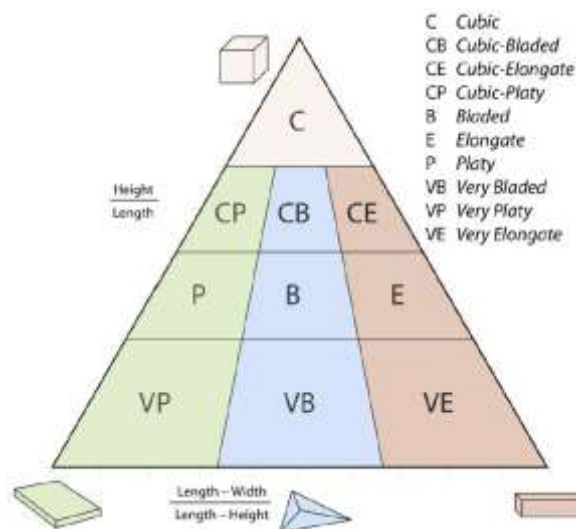 C Cubic
CB Cubic-Bladed
CE Cubic-Elongate
CP Cubic-Platy
B Bladed
E Elongate
P Platy
VB Very Bladed
VP Very Platy
VE Very Elongate
C
Height
Length
CP CB CE
P B E
VP VB VE
Length – Width
Length – Height